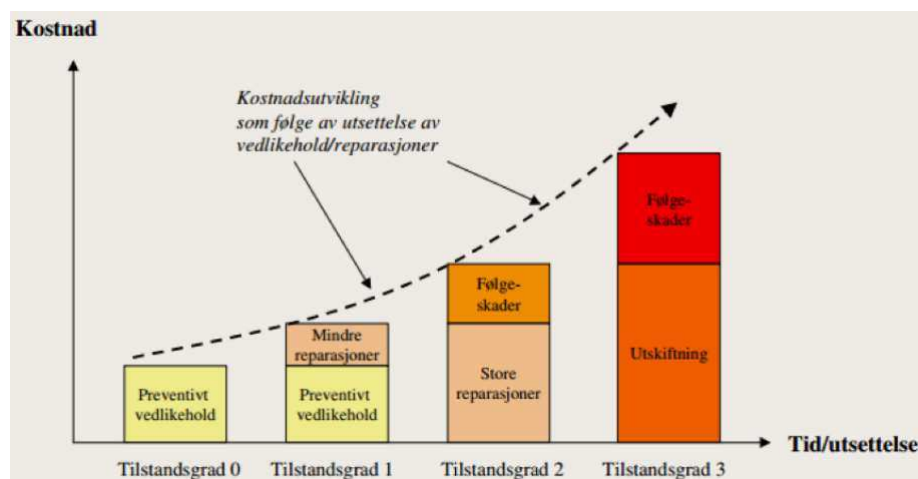 Kostnad
Kostnadsutvikling
som følge av utsettelse av
vedlikehold/reparasjoner
Følge-
skader
Følge-
skader
Mindre
reparasjoner
Utskiftning
Store
reparasjoner
Preventivt
vedlikehold
Preventivt
vedlikehold
Tid/utsettelse
Tilstandsgrad 0
Tilstandsgrad 1
Tilstandsgrad 2
Tilstandsgrad 3